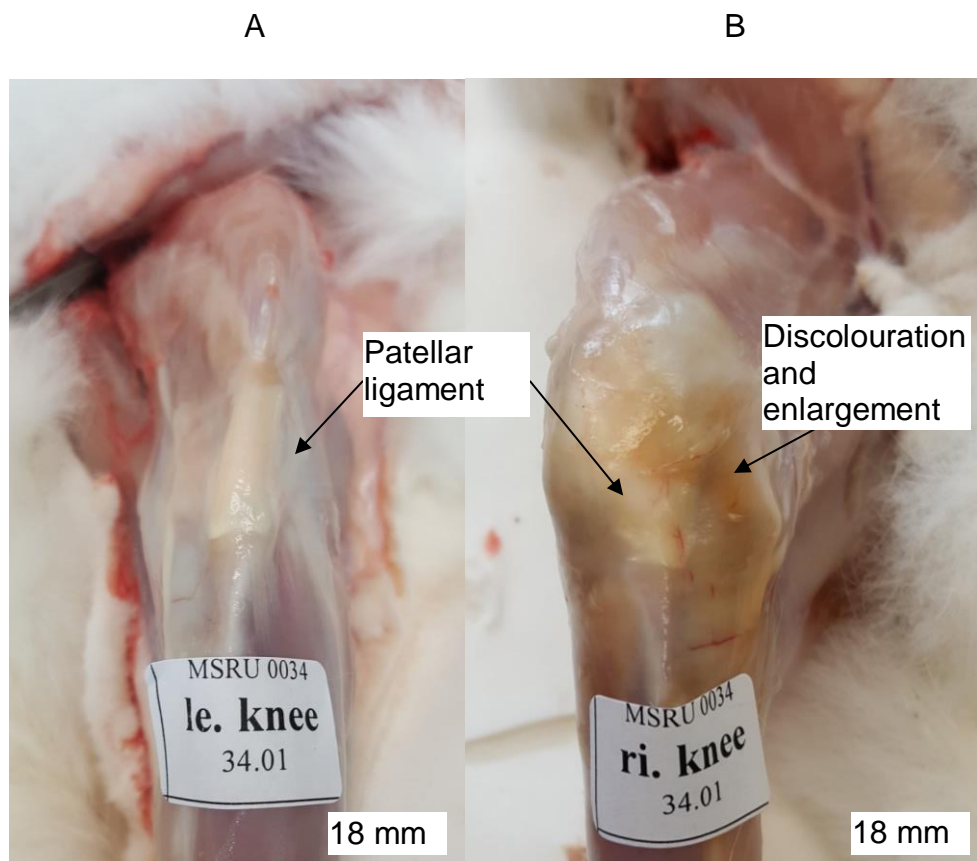 A
B
Patellar
ligament
Discolouration
and
enlargement
MSRU 0034
le. knee
34.01
18 mm
MSRU 0034
ri. knee
34.01
18 mm